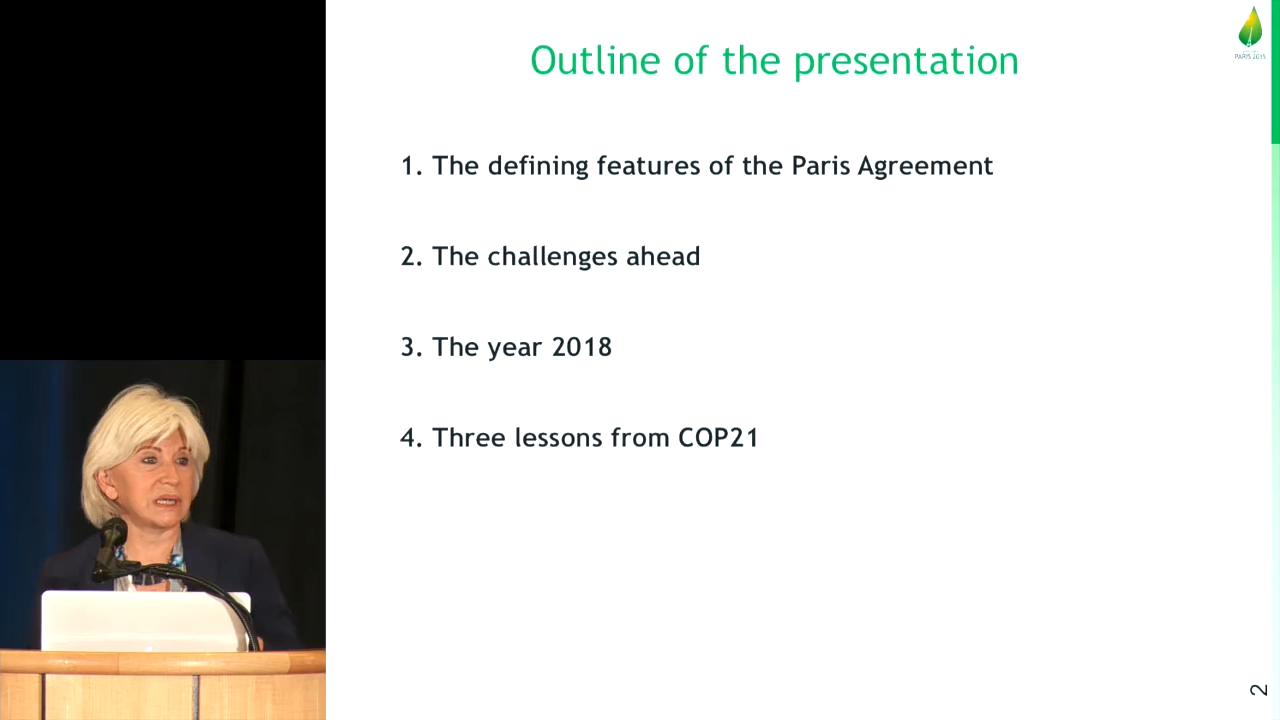 Outline of the presentation
PARIS 2015
1. The defining features of the Paris Agreement
2. The challenges ahead
3. The year 2018
4. Three lessons from COP21
2